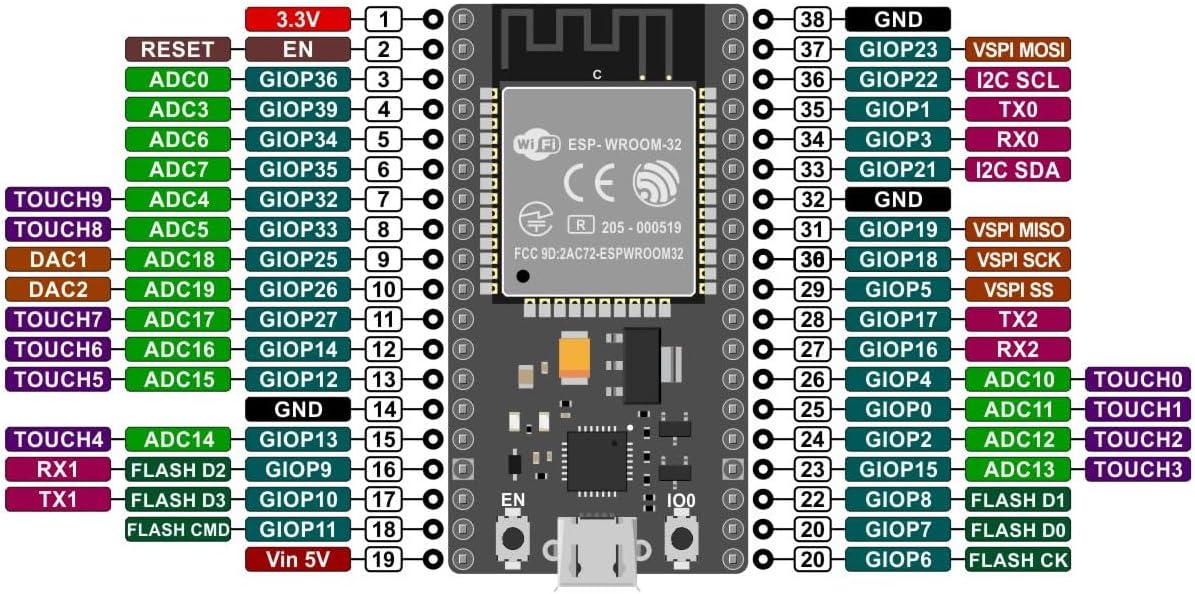 3.3V 1 38 GND
RESET EN 2 37 GIOP23 VSPI MOSI
ADC0 GIOP36 3 C 36 GIOP22 I2C SCL
ADC3 GIOP39 4 35 GIOP1 TX0
ADC6 GIOP34 5 WiFi ESP-WROOM-32 34 GIOP3 RX0
ADC7 GIOP35 6 CE 33 GIOP21 I2C SDA
TOUCH9 ADC4 GIOP32 7 32 GND
TOUCH8 ADC5 GIOP33 8 R 205-000519 31 GIOP19 VSPI MISO
DAC1 ADC18 GIOP25 9 FCC 9D:2AC72-ESPWROOM32 30 GIOP18 VSPI SCK
DAC2 ADC19 GIOP26 10 29 GIOP5 VSPI SS
TOUCH7 ADC17 GIOP27 11 28 GIOP17 TX2
TOUCH6 ADC16 GIOP14 12 27 GIOP16 RX2
TOUCH5 ADC15 GIOP12 13 26 GIOP4 ADC10 TOUCH0
GND 14 25 GIOP0 ADC11 TOUCH1
TOUCH4 ADC14 GIOP13 15 24 GIOP2 ADC12 TOUCH2
RX1 FLASH D2 GIOP9 16 23 GIOP15 ADC13 TOUCH3
TX1 FLASH D3 GIOP10 17 EN IO0 22 GIOP8 FLASH D1
FLASH CMD GIOP11 18 20 GIOP7 FLASH D0
Vin 5V 19 20 GIOP6 FLASH CK